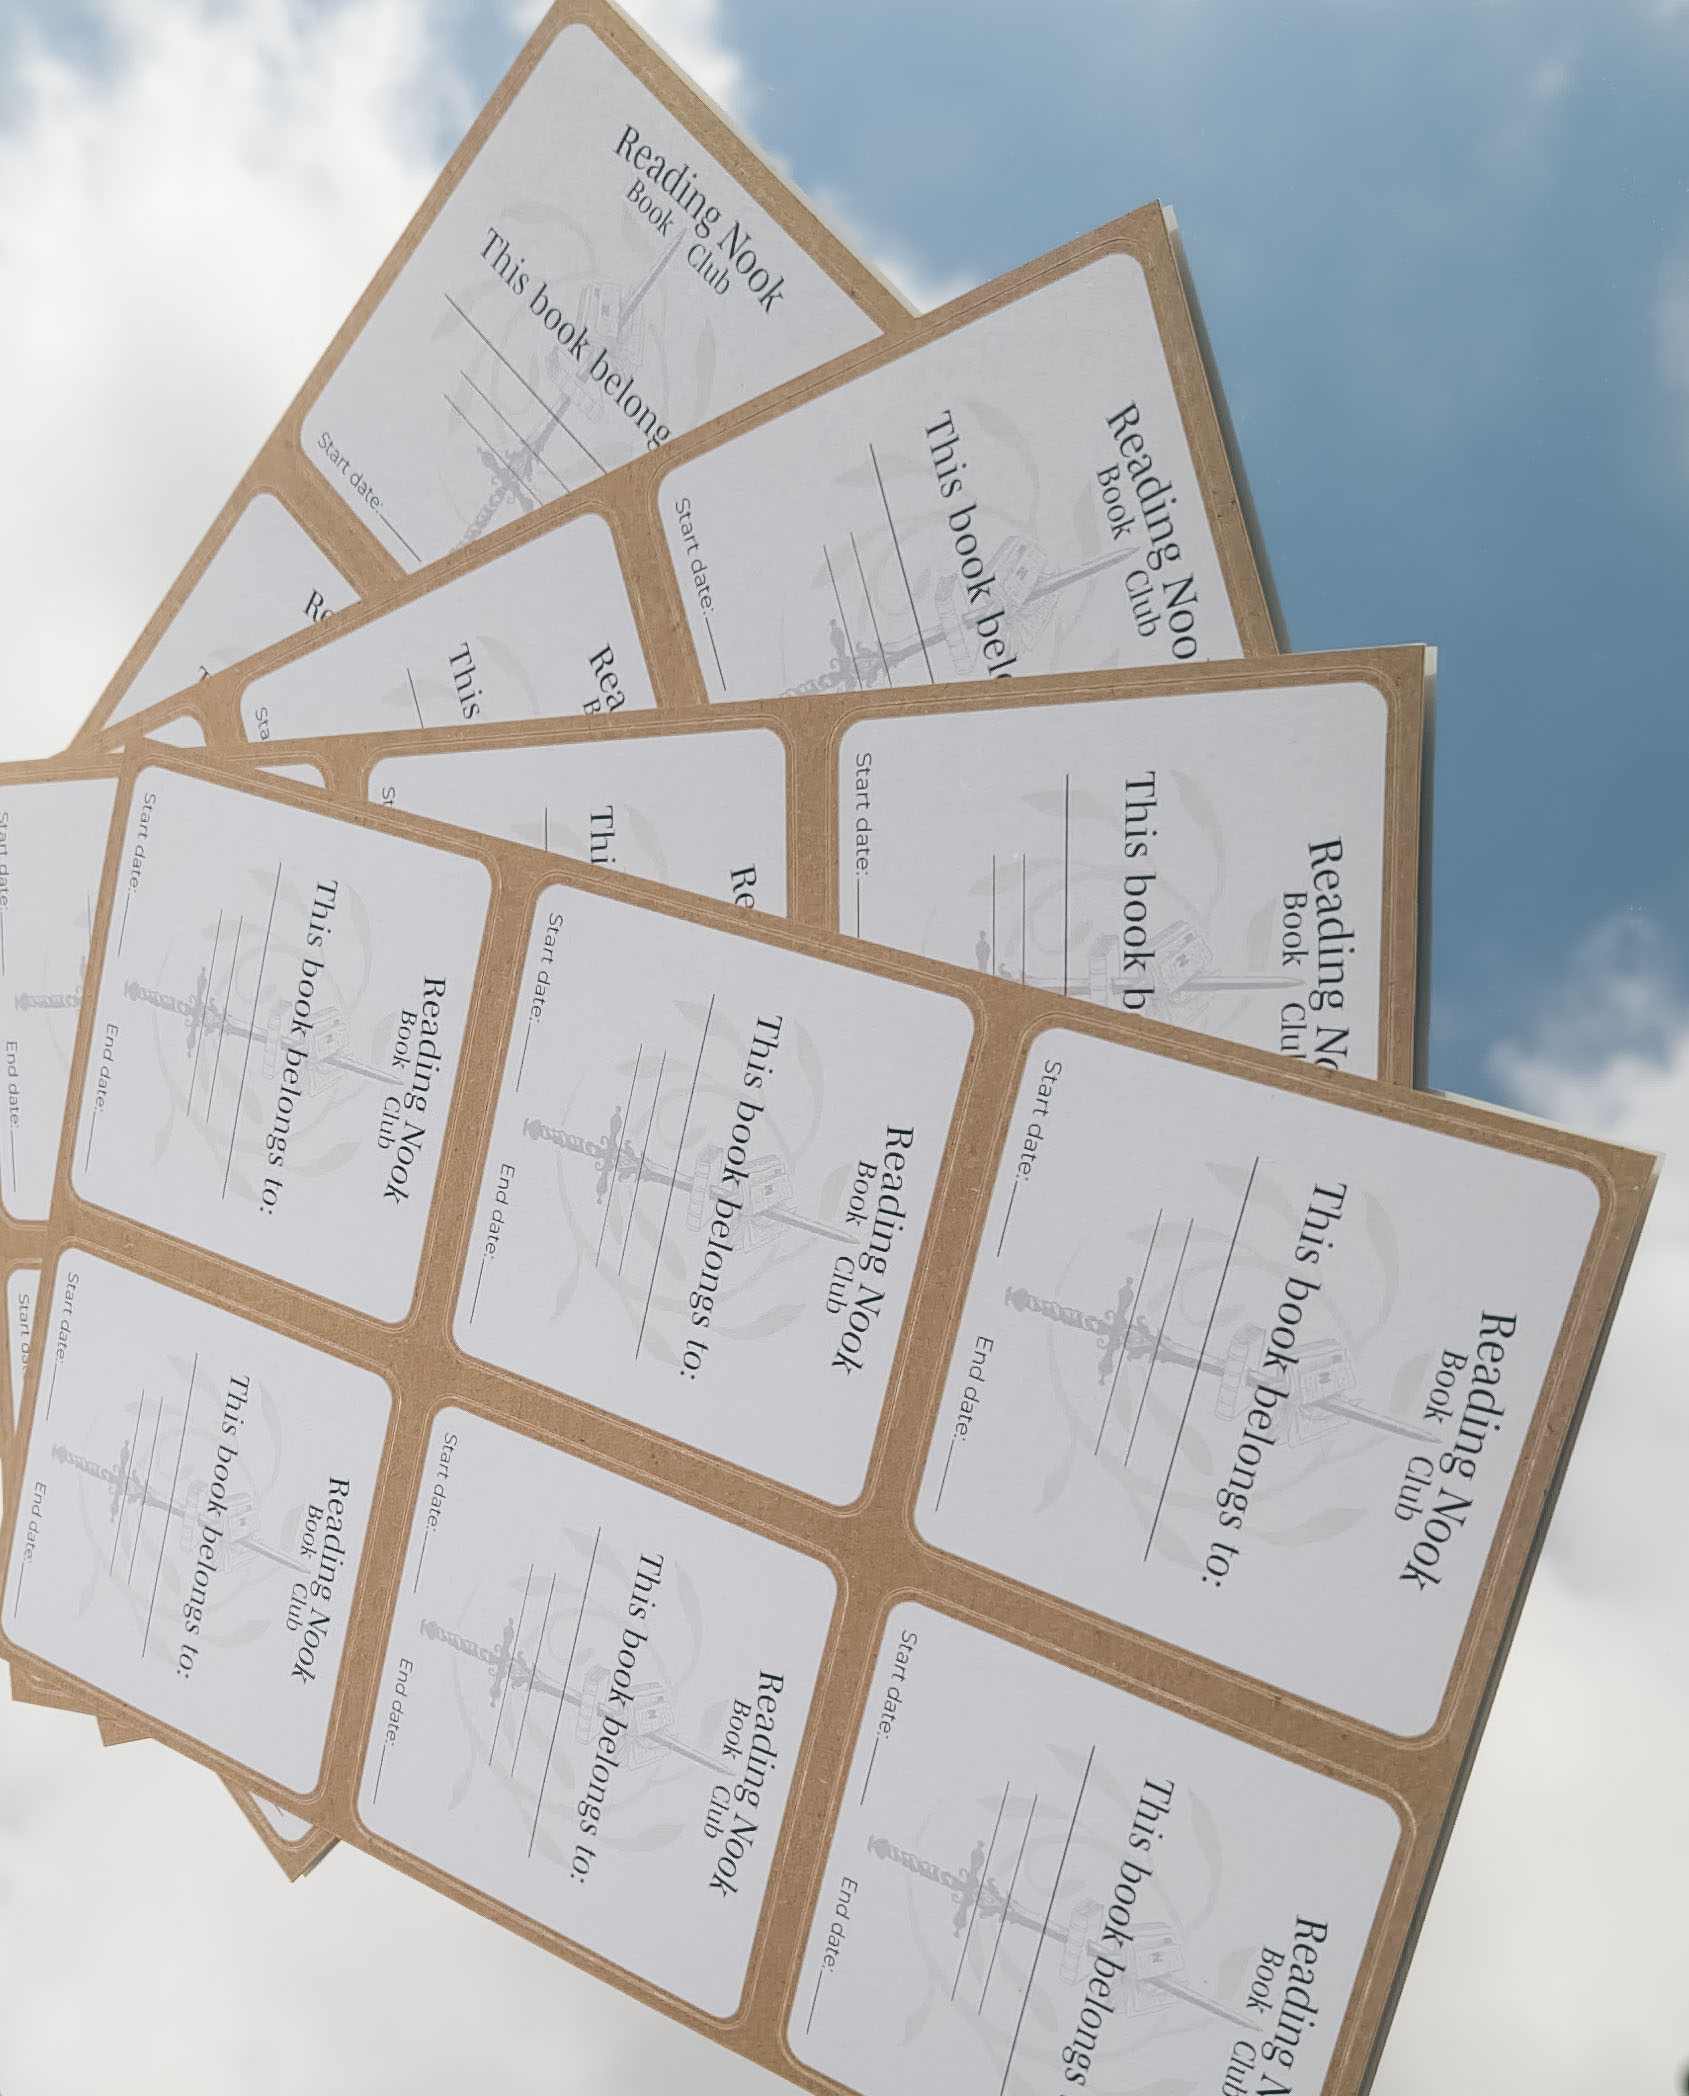 Reading Nook
Book Club
This book belongs to:
Start date:
End date:
Reading N
Book Club
This book belongs
Start date:
End date:
Reading Nook
Book Club
This book belongs to:
Start date:
End date:
Reading Nook
Book Club
This book belongs to:
Start date:
End date:
Reading Nook
Book Club
This book belongs to:
Start date:
End date:
Reading Nook
Book Club
This book belongs to:
Start date:
End date:
Reading No
Book Clu
This book b
Start date:
Re
Thi
St
Start date:
End date:
Start da
Reading Noo
Book Club
This book bel
Start date:
Rea
B
This
Sta
Reading Nook
Book Club
This book belong
Start date:
Re
T